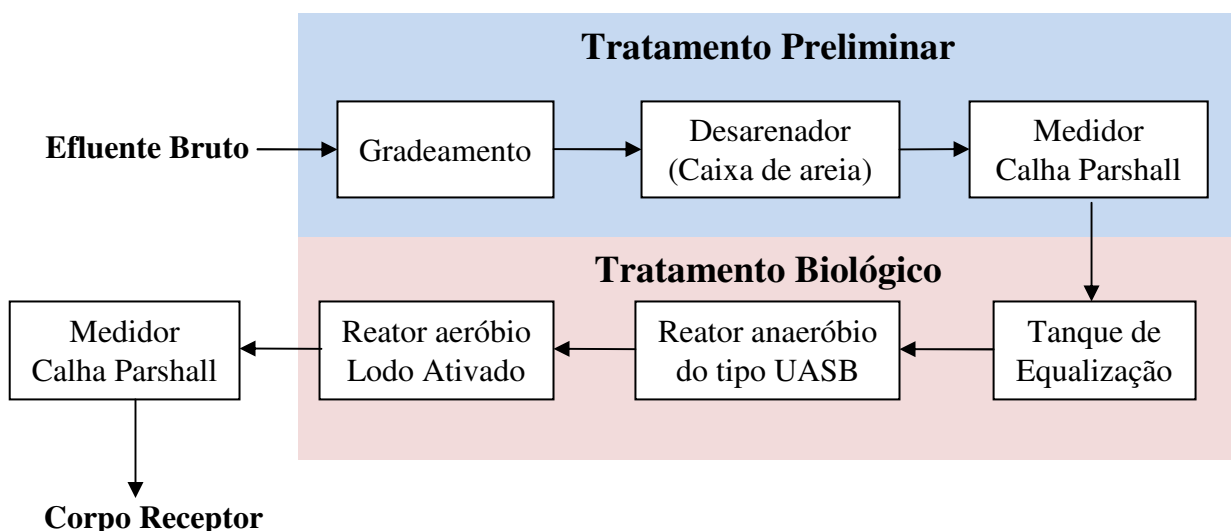 Tratamento Preliminar
Efluente Bruto
Gradeamento
Desarenador
(Caixa de areia)
Medidor
Calha Parshall
Tratamento Biológico
Medidor
Calha Parshall
Reator aeróbio
Lodo Ativado
Reator anaeróbio
do tipo UASB
Tanque de
Equalização
Corpo Receptor